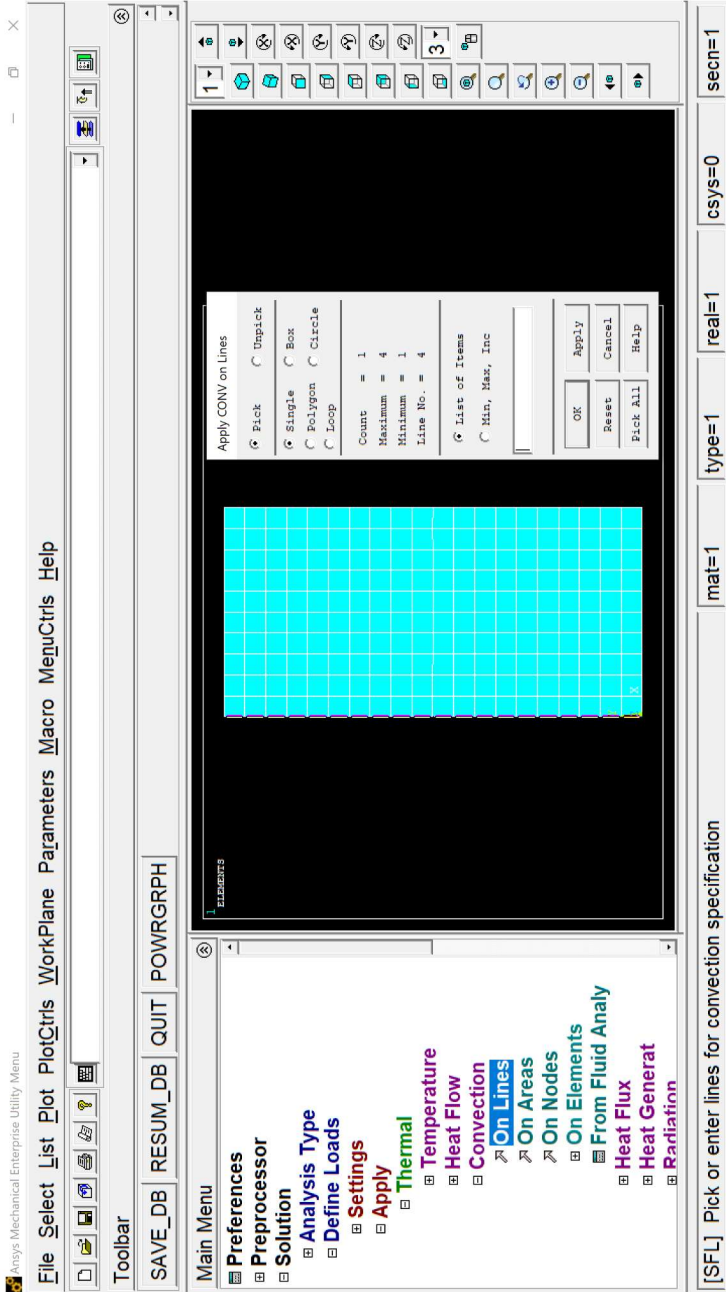 Ansys Mechanical Enterprise Utility Menu
File Select List Plot PlotCtrls WorkPlane Parameters Macro MenuCtrls Help
Toolbar
SAVE_DB RESUM_DB QUIT POWRGRPH
Main Menu
Preferences
Preprocessor
Solution
Analysis Type
Define Loads
Settings
Apply
Thermal
Temperature
Heat Flow
Convection
On Lines
On Areas
On Nodes
On Elements
From Fluid Analy
Heat Flux
Heat Generat
Radiation
1
ELEMENTS
X
Apply CONV on Lines
Pick Unpick
Single Box
Polygon Circle
Loop
Count = 1
Maximum = 4
Minimum = 1
Line No. = 4
List of Items
Min, Max, Inc
OK Apply
Reset Cancel
Pick All Help
1
3
[SFL] Pick or enter lines for convection specification
mat=1
type=1
real=1
csys=0
secn=1